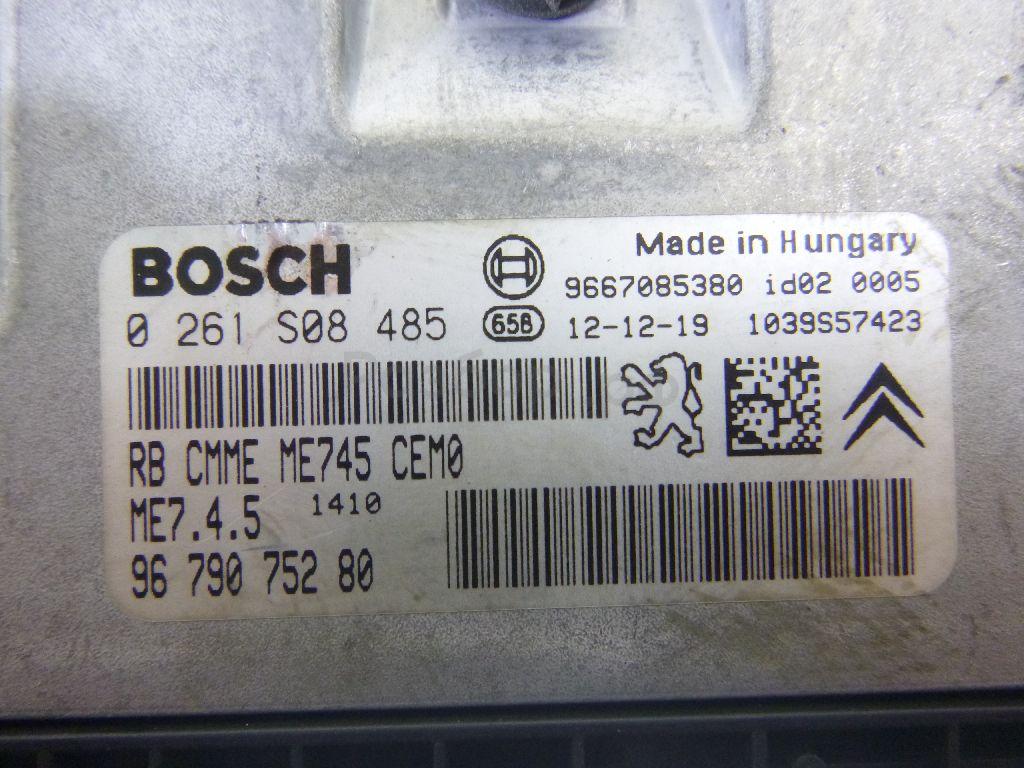 BOSCH
Made in Hungary
9667085380 id02 0005
0 261 S08 485 65B 12-12-19 1039S57423
RB CMME ME745 CEM0
ME7.4.5 1410
96 790 752 80